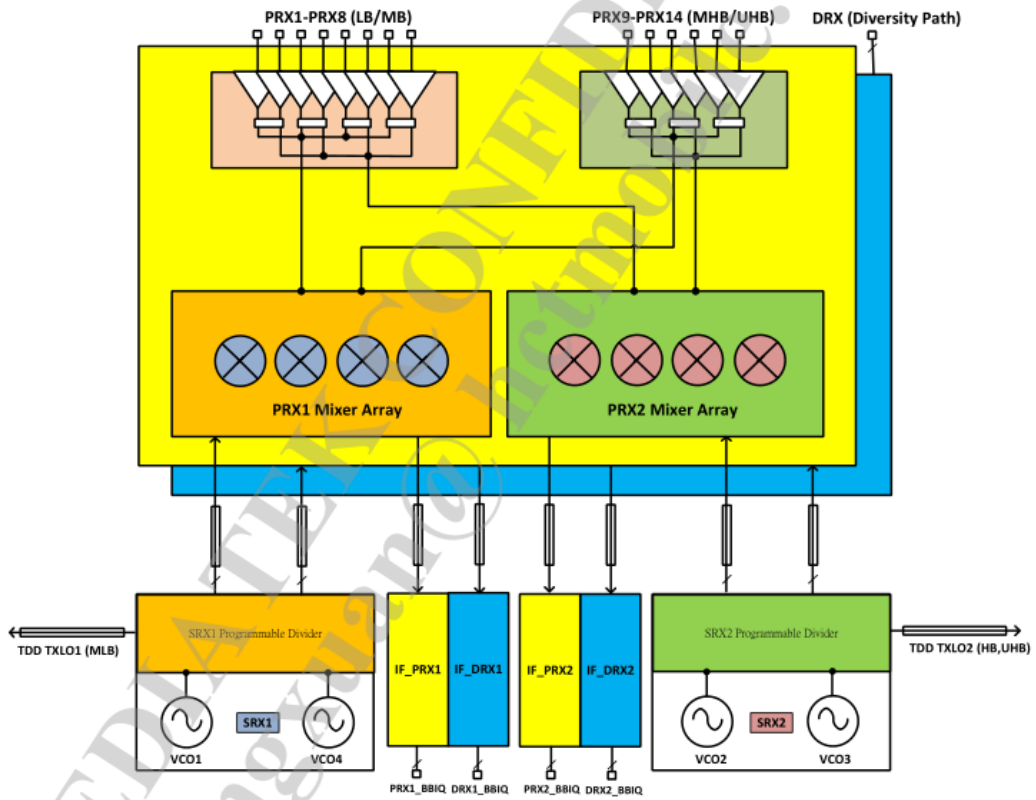 PRX1-PRX8 (LB/MB)
PRX9-PRX14 (MHB/UHB)
DRX (Diversity Path)
PRX1 Mixer Array
PRX2 Mixer Array
SRX1 Programmable Divider
SRX2 Programmable Divider
TDD TXLO1 (MLB)
TDD TXLO2 (HB,UHB)
IF_PRX1
IF_DRX1
IF_PRX2
IF_DRX2
SRX1
SRX2
VCO1
VCO4
VCO2
VCO3
PRX1_BBIQ
DRX1_BBIQ
PRX2_BBIQ
DRX2_BBIQ